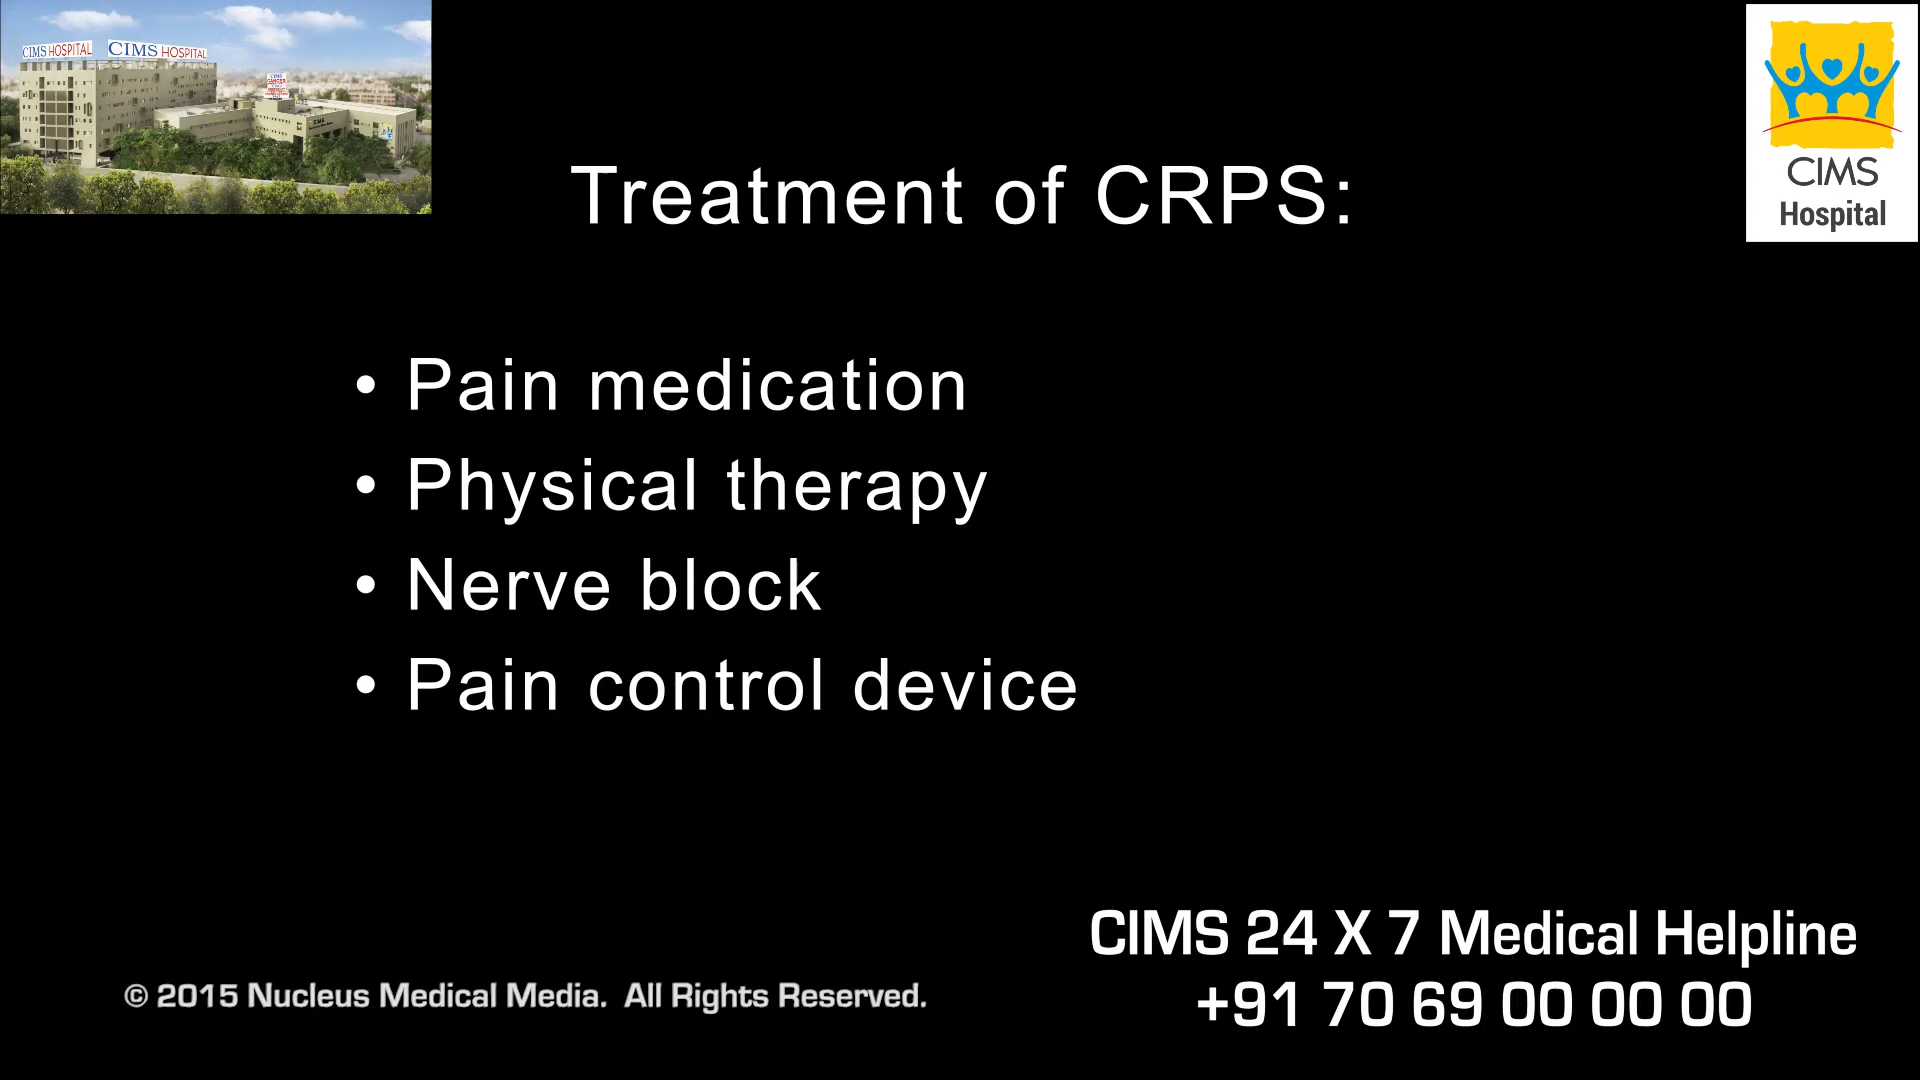 CIMS HOSPITAL CIMS HOSPITAL
CIMS
Hospital
Treatment of CRPS:
• Pain medication
• Physical therapy
• Nerve block
• Pain control device
CIMS 24 X 7 Medical Helpline
+91 70 69 00 00 00
© 2015 Nucleus Medical Media. All Rights Reserved.